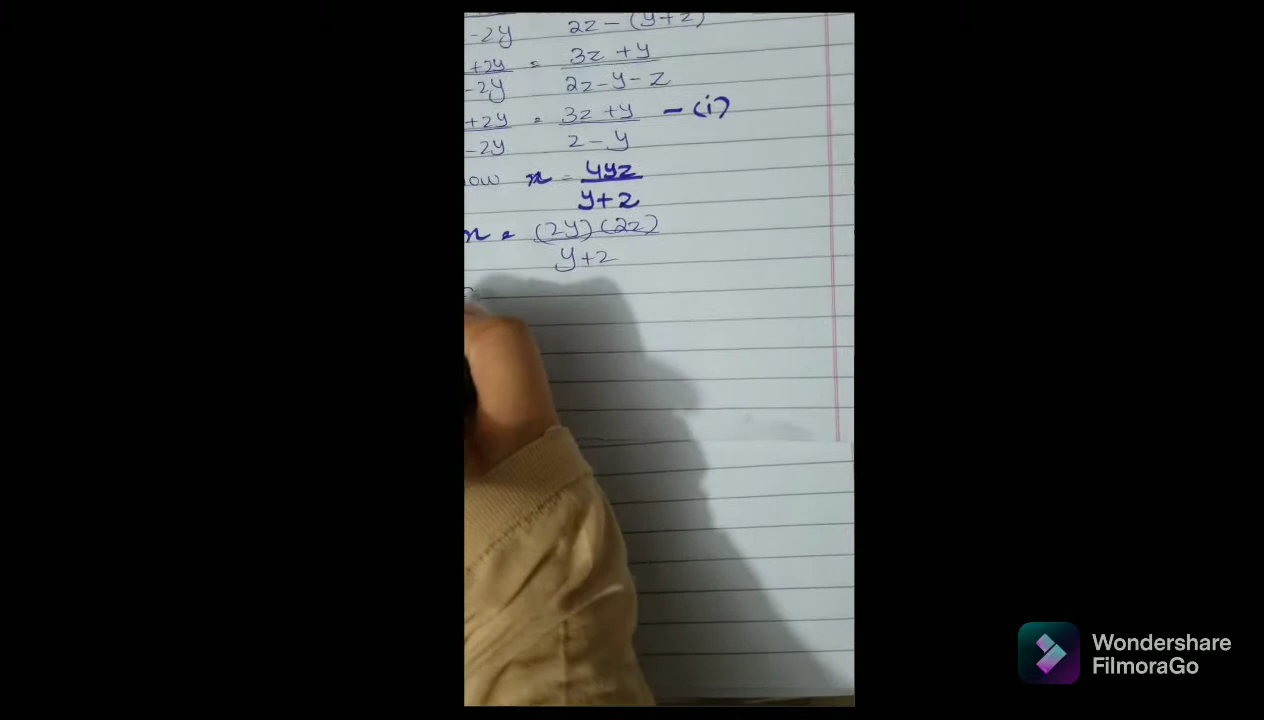 -2y 2z - (y+z)
+2y = 3z + y
-2y 2z - y - z
+2y = 3z + y - (i)
-2y z - y
ow x = 4yz
y+z
x = (2y)(2z)
y+z
Wondershare
FilmoraGo